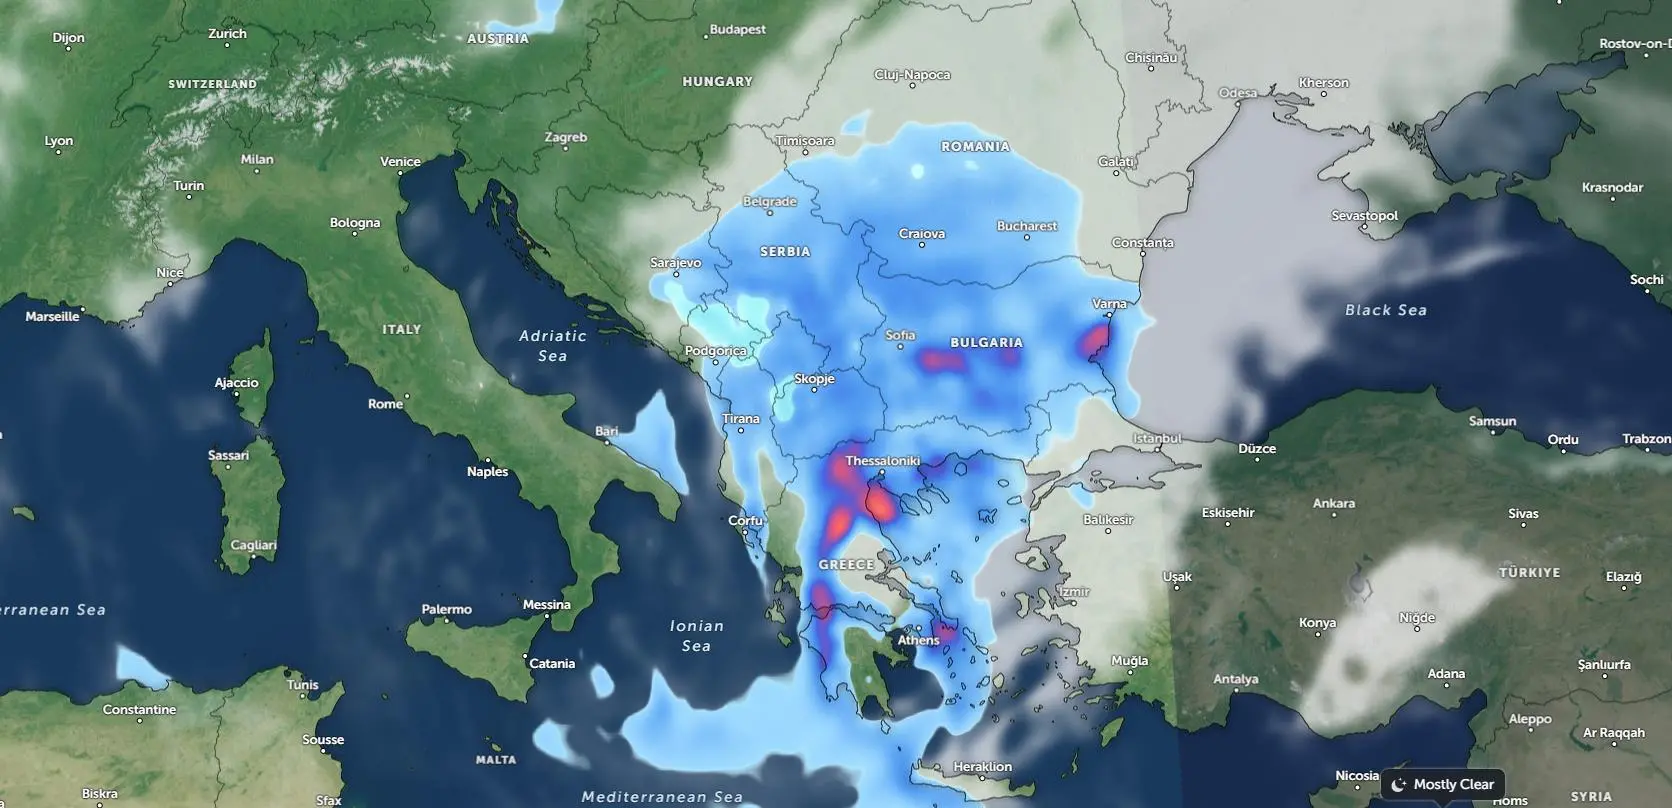 Dijon
Zurich
AUSTRIA
Budapest
Rostov-on-D
SWITZERLAND
HUNGARY
Cluj-Napoca
Chisinău
Kherson
Odesa
Lyon
Milan
Venice
Zagreb
Timisoara
ROMANIA
Galați
Turin
Krasnodar
Bologna
Belgrade
Craiova
Bucharest
Sevastopol
Constanța
SERBIA
Sarajevo
Nice
Sochi
Marseille
ITALY
Adriatic
Sea
Varna
Black Sea
Sofia
BULGARIA
Podgorica
Ajaccio
Skopje
Rome
Tirana
Bari
Samsun
Istanbul
Düzce
Ordu
Trabzon
Sassari
Naples
Thessaloniki
Ankara
Eskisehir
Sivas
Corfu
Balıkesir
Cagliari
GREECE
Uşak
TÜRKIYE
Elazığ
Izmir
rranean Sea
Palermo
Messina
Ionian
Sea
Konya
Niğde
Athens
Catania
Muğla
Şanlıurfa
Adana
Antalya
Tunis
Constantine
Aleppo
Ar Raqqah
Sousse
MALTA
Heraklion
Nicosia
Mostly Clear
Biskra
Sfax
Mediterranean Sea
Homs
SYRIA